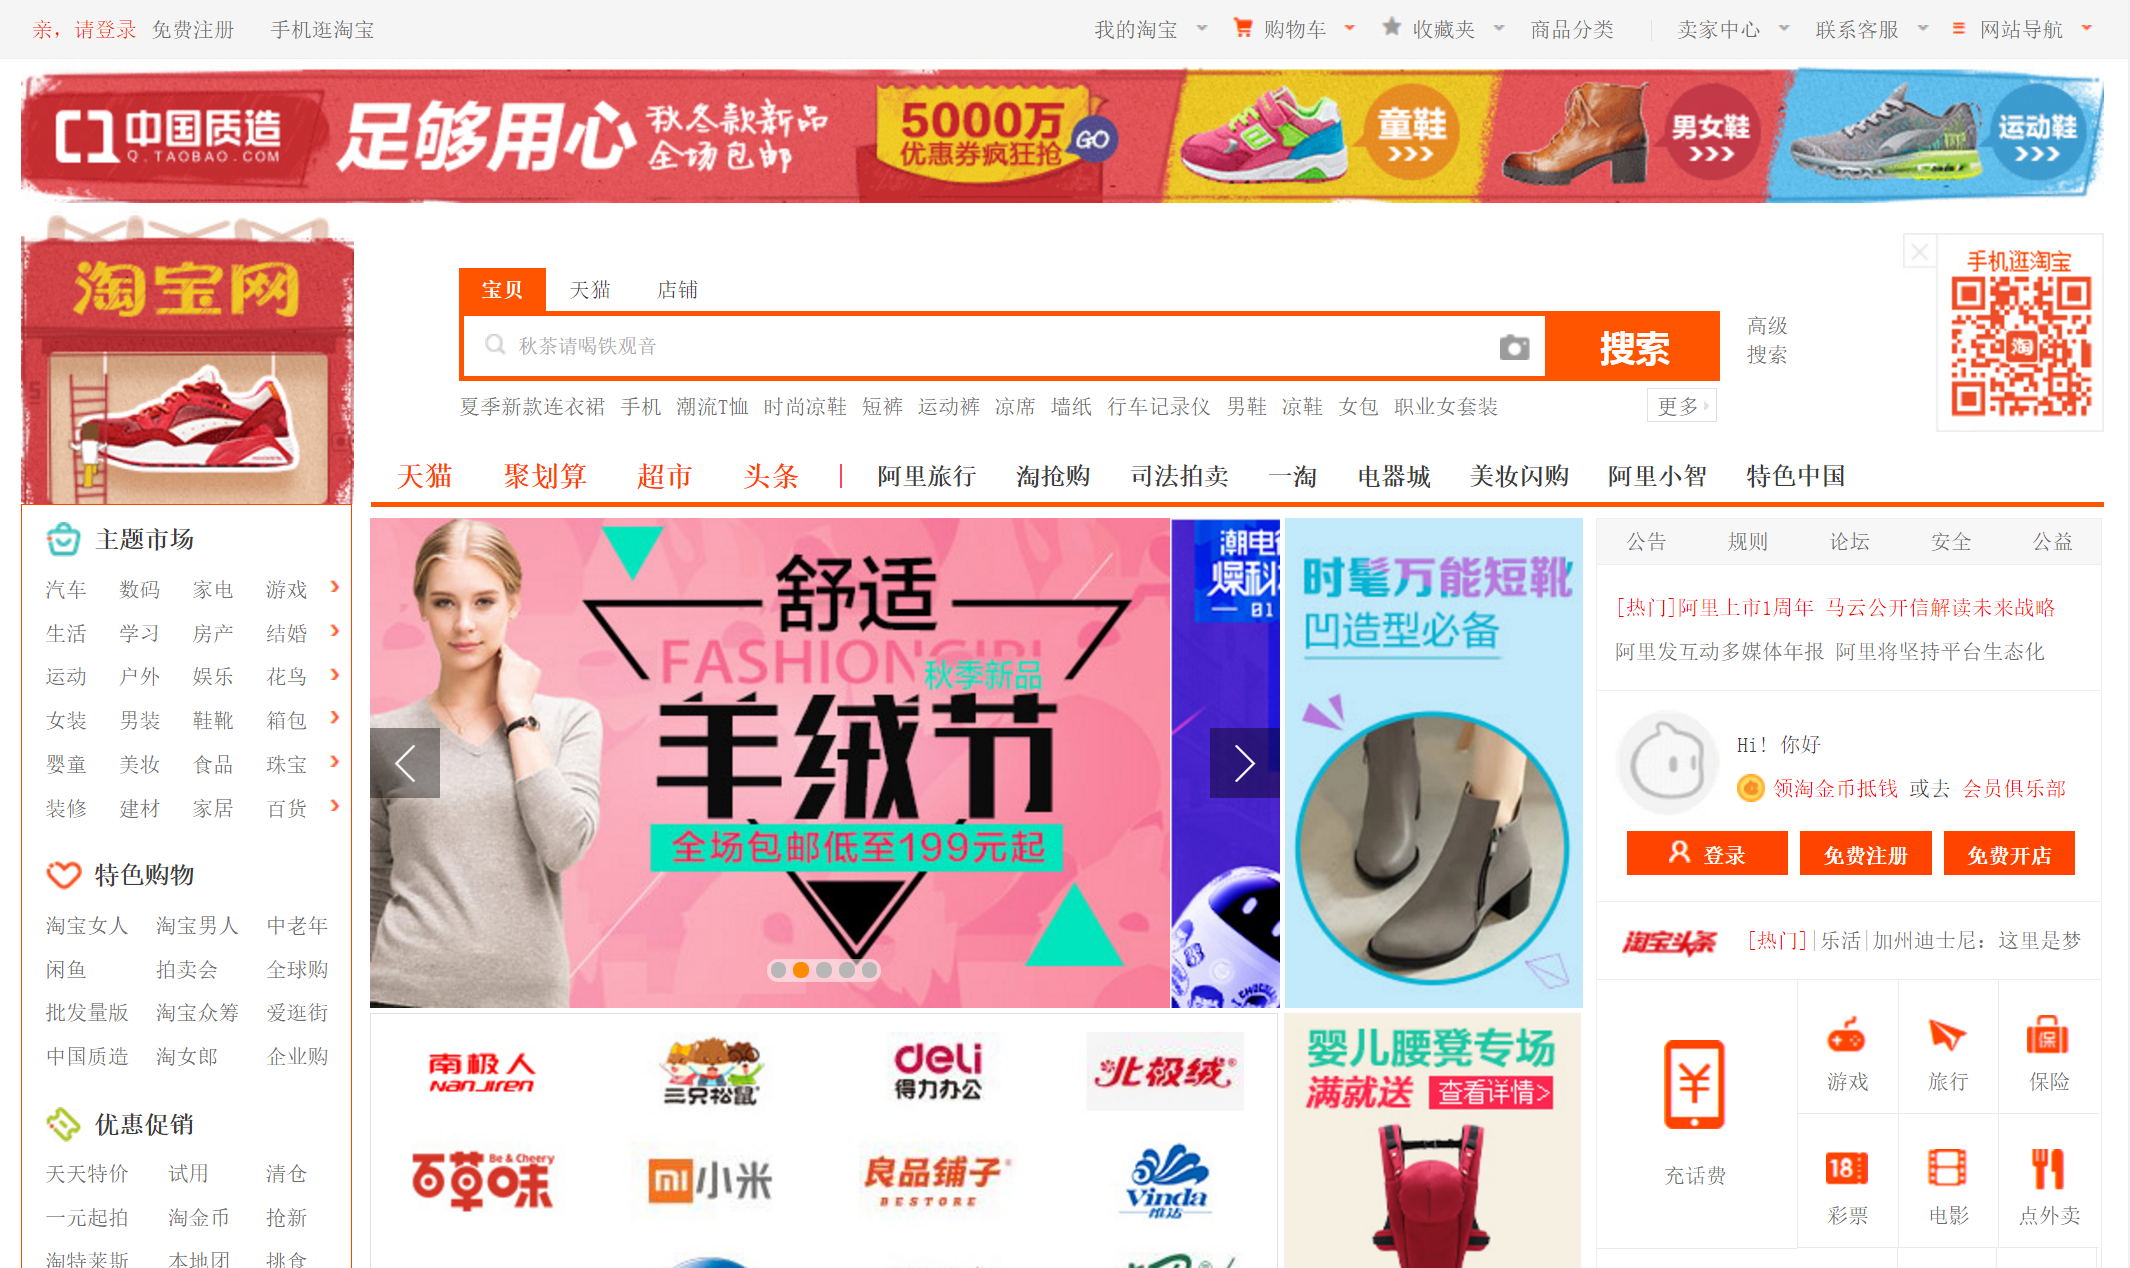 亲，请登录 免费注册 手机逛淘宝
我的淘宝 购物车 收藏夹 商品分类 卖家中心 联系客服 网站导航
中国质造
Q.TAOBAO.COM
足够用心
秋冬款新品
全场包邮
5000万
优惠券疯狂抢
GO
童鞋
男女鞋
运动鞋
淘宝网
宝贝 天猫 店铺
秋茶请喝铁观音
搜索
高级
搜索
夏季新款连衣裙 手机 潮流T恤 时尚凉鞋 短裤 运动裤 凉席 墙纸 行车记录仪 男鞋 凉鞋 女包 职业女套装
更多
手机逛淘宝
淘
天猫 聚划算 超市 头条 | 阿里旅行 淘抢购 司法拍卖 一淘 电器城 美妆闪购 阿里小智 特色中国
主题市场
汽车 数码 家电 游戏
生活 学习 房产 结婚
运动 户外 娱乐 花鸟
女装 男装 鞋靴 箱包
婴童 美妆 食品 珠宝
装修 建材 家居 百货
特色购物
淘宝女人 淘宝男人 中老年
闲鱼 拍卖会 全球购
批发量版 淘宝众筹 爱逛街
中国质造 淘女郎 企业购
优惠促销
天天特价 试用 清仓
一元起拍 淘金币 抢新
淘特莱斯 本地团 挑食
舒适
FASHIONGIRL
秋季新品
羊绒节
全场包邮低至199元起
潮电
爆科
01
时髦万能短靴
凹造型必备
公告 规则 论坛 安全 公益
[热门]阿里上市1周年 马云公开信解读未来战略
阿里发互动多媒体年报 阿里将坚持平台生态化
Hi! 你好
领淘金币抵钱 或去 会员俱乐部
登录 免费注册 免费开店
淘宝头条 [热门]|乐活|加州迪士尼：这里是梦
游戏 旅行 保险
保
充话费
18
彩票 电影 点外卖
南极人
NANJIREN
三只松鼠
deli
得力办公
北极绒®
百草味
Be & Cheery
mi小米
良品铺子
BESTORE
Vinda
维达
婴儿腰凳专场
满就送 查看详情>